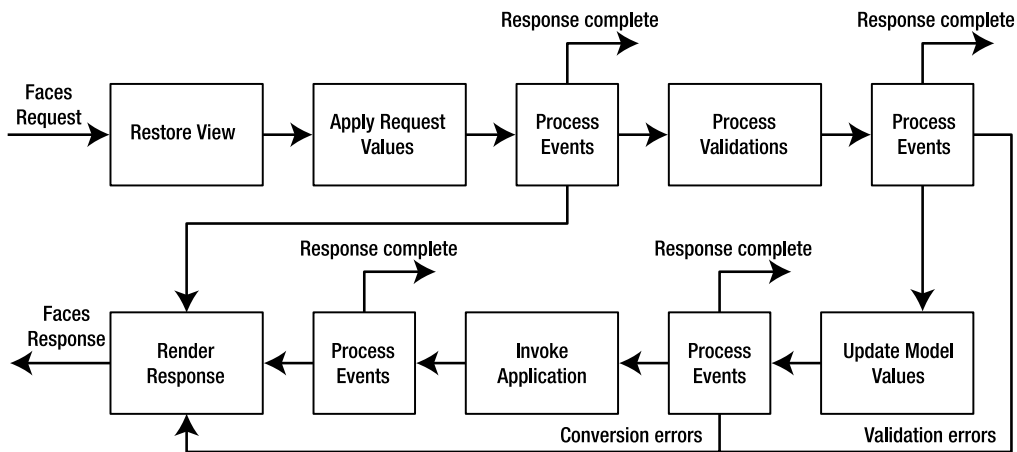 Response complete
Response complete
Faces
Request
Restore View
Apply Request
Values
Process
Events
Process
Validations
Process
Events
Response complete
Response complete
Faces
Response
Render
Response
Process
Events
Invoke
Application
Process
Events
Update Model
Values
Conversion errors
Validation errors